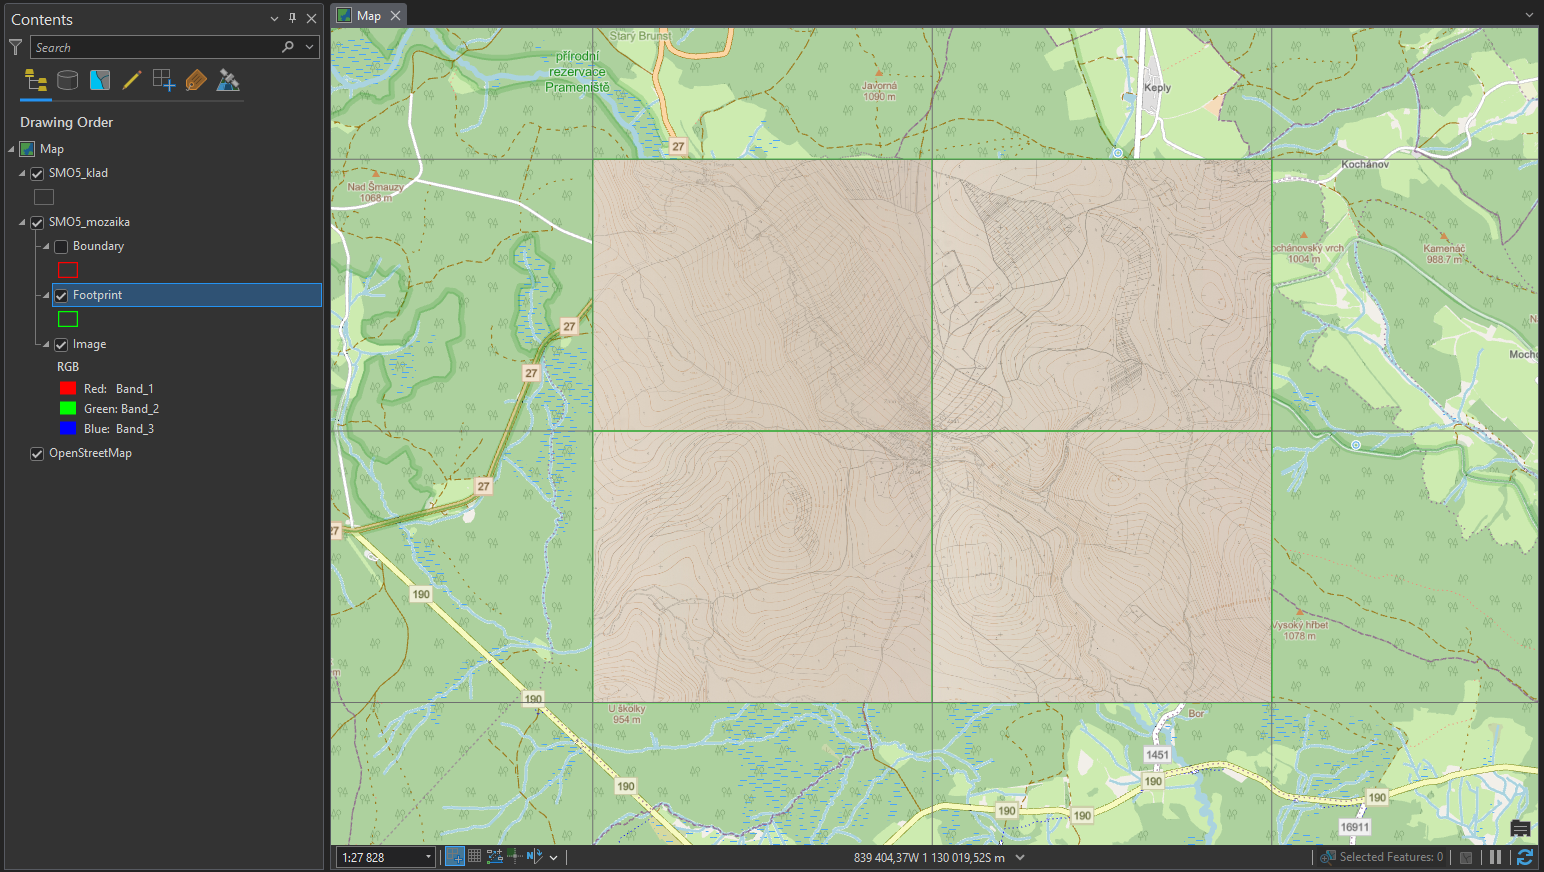 Contents
Search
Drawing Order
Map
SMO5_klad
SMO5_mozaika
Boundary
Footprint
Image
RGB
Red: Band_1
Green: Band_2
Blue: Band_3
OpenStreetMap
Map
Starý Brunst
přírodní
rezervace
Prameniště
27
Javorná
1090 m
Keply
Kochánov
Nad Šmauzy
1068 m
ochánovský vrch
1004 m
Kamenáč
988.7 m
27
27
27
27
190
190
190
Vysoký hřbet
1078 m
U školky
954 m
Bor
1451
190
190
190
190
16911
1:27 828
839 404,37W 1 130 019,52S m
Selected Features: 0